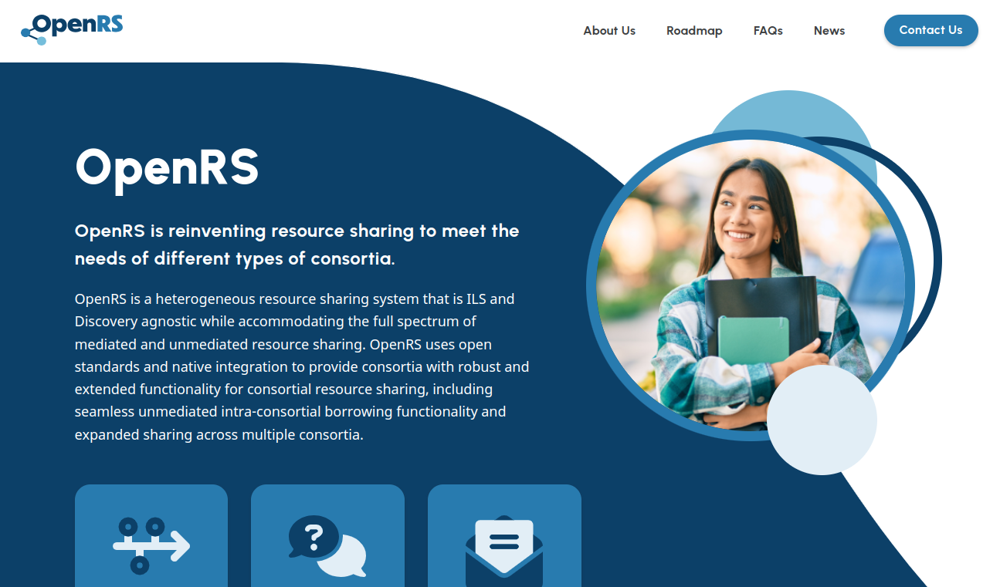 OpenRS
About Us
Roadmap
FAQs
News
Contact Us
OpenRS
OpenRS is reinventing resource sharing to meet the
needs of different types of consortia.
OpenRS is a heterogeneous resource sharing system that is ILS and
Discovery agnostic while accommodating the full spectrum of
mediated and unmediated resource sharing. OpenRS uses open
standards and native integration to provide consortia with robust and
extended functionality for consortial resource sharing, including
seamless unmediated intra-consortial borrowing functionality and
expanded sharing across multiple consortia.
?